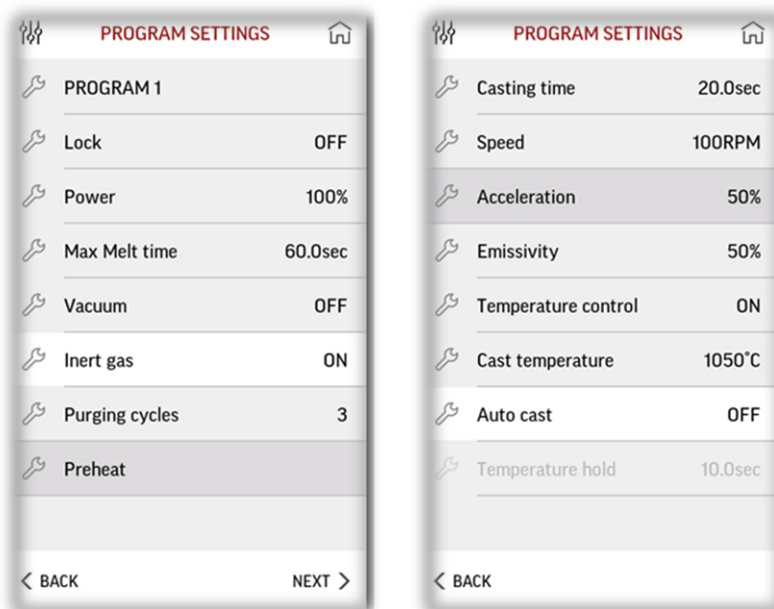 PROGRAM SETTINGS
PROGRAM 1
Lock OFF
Power 100%
Max Melt time 60.0sec
Vacuum OFF
Inert gas ON
Purging cycles 3
Preheat
BACK NEXT
PROGRAM SETTINGS
Casting time 20.0sec
Speed 100RPM
Acceleration 50%
Emissivity 50%
Temperature control ON
Cast temperature 1050°C
Auto cast OFF
Temperature hold 10.0sec
BACK